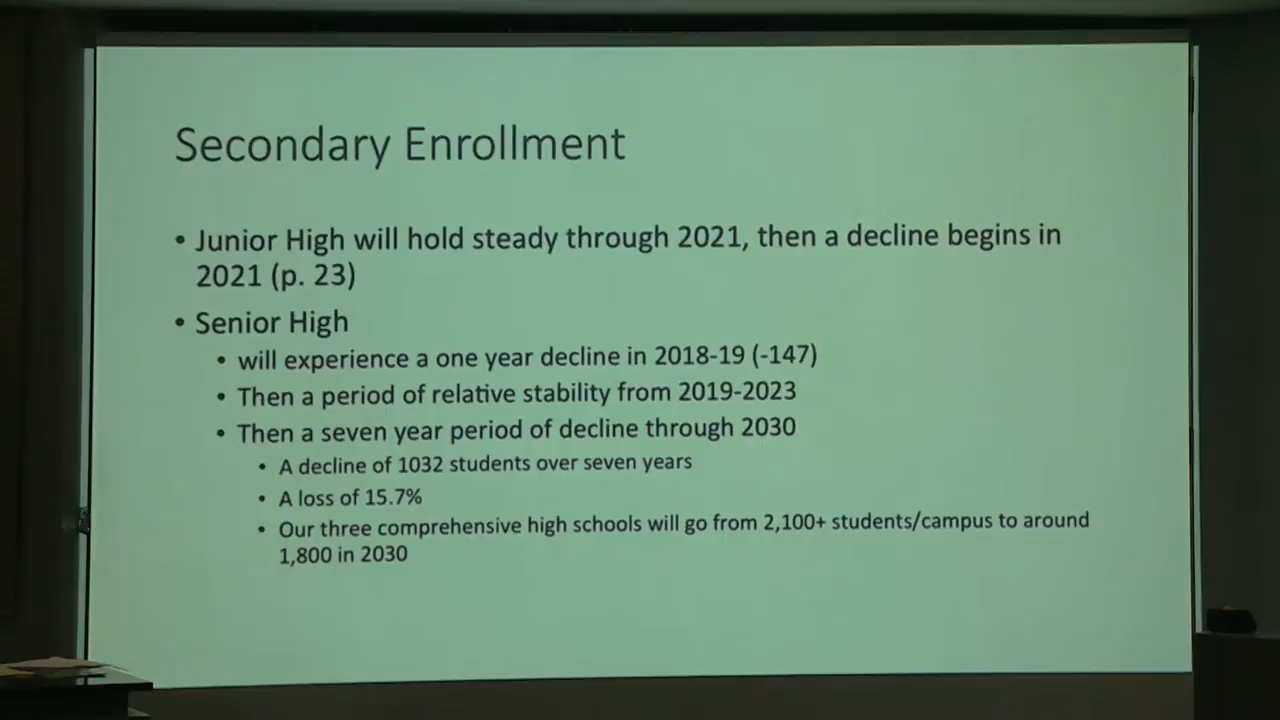 Secondary Enrollment
• Junior High will hold steady through 2021, then a decline begins in
2021 (p. 23)
• Senior High
• will experience a one year decline in 2018-19 (-147)
• Then a period of relative stability from 2019-2023
• Then a seven year period of decline through 2030
• A decline of 1032 students over seven years
• A loss of 15.7%
• Our three comprehensive high schools will go from 2,100+ students/campus to around
1,800 in 2030